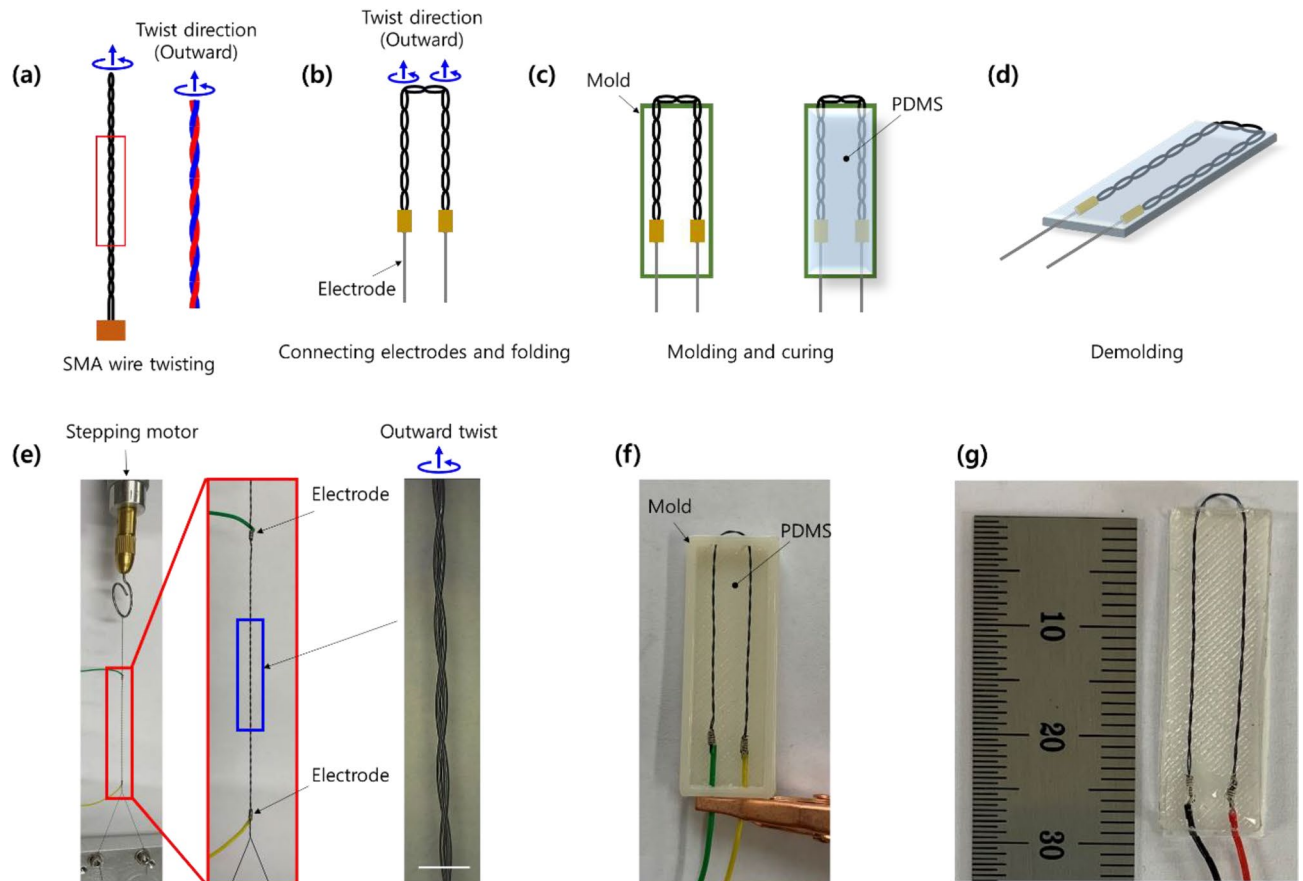 (a)
Twist direction
(Outward)
SMA wire twisting
(b)
Twist direction
(Outward)
Electrode
Connecting electrodes and folding
(c)
Mold
PDMS
Molding and curing
(d)
Demolding
(e)
Stepping motor
Electrode
Electrode
Outward twist
(f)
Mold
PDMS
(g)
10
20
30